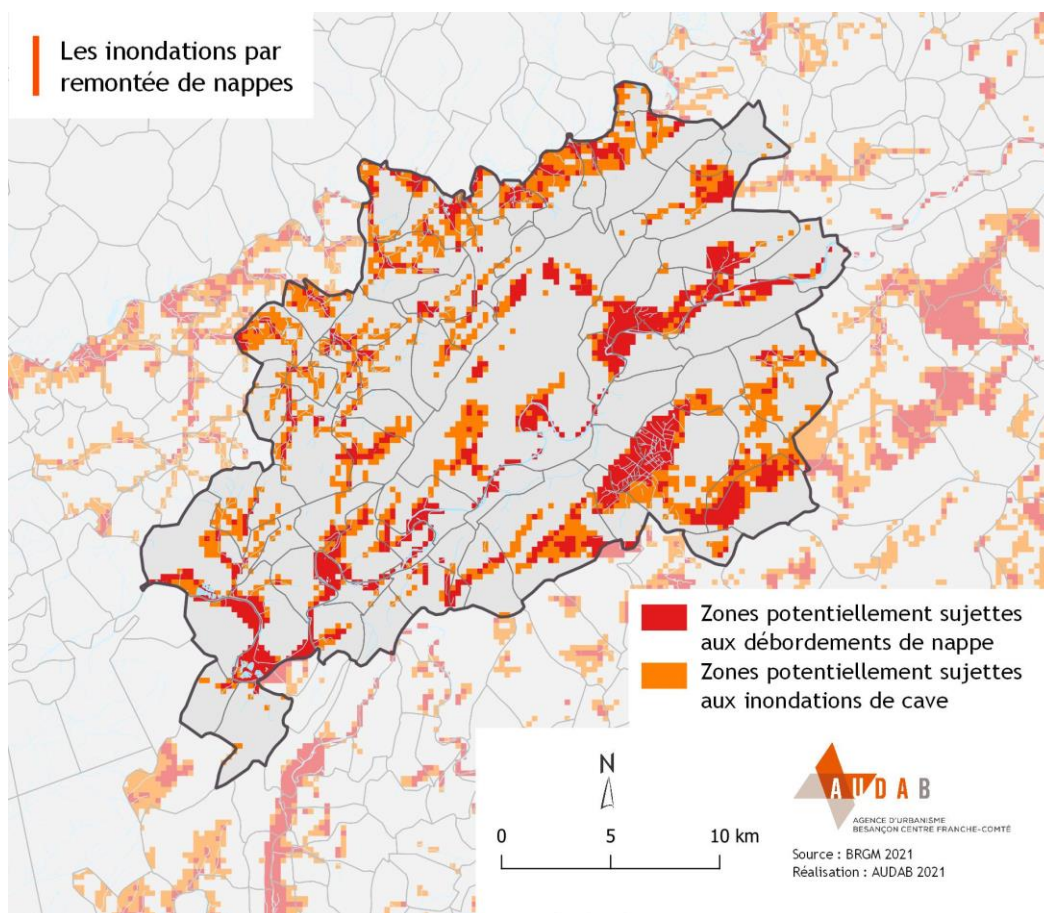 Les inondations par
remontée de nappes
Zones potentiellement sujettes
aux débordements de nappe
Zones potentiellement sujettes
aux inondations de cave
N
0 5 10 km
AUDAB
AGENCE D'URBANISME
BESANÇON CENTRE FRANCHE-COMTÉ
Source : BRGM 2021
Réalisation : AUDAB 2021